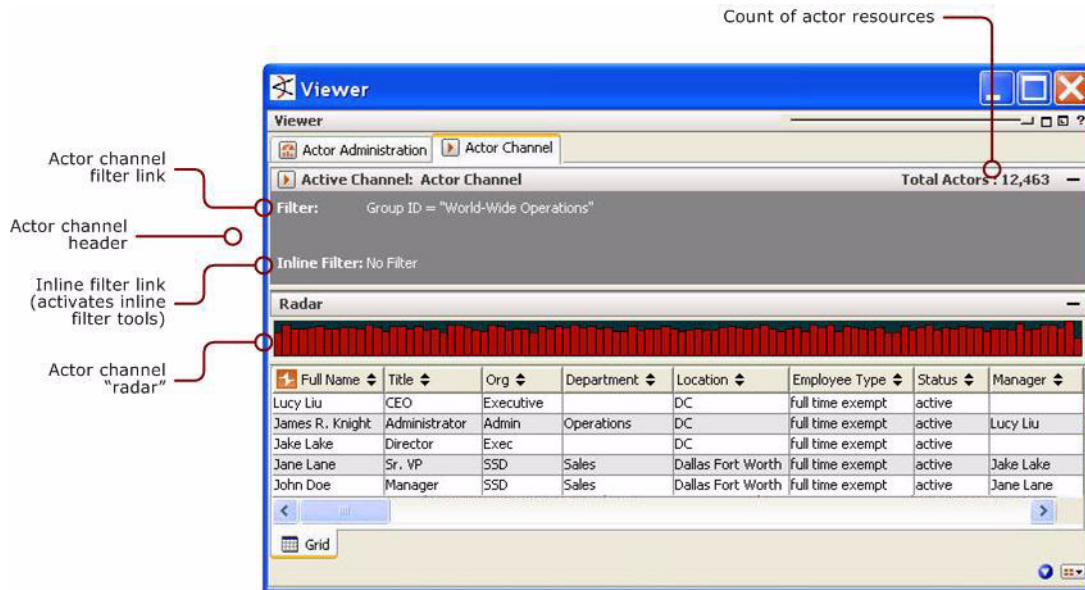 Count of actor resources
Viewer
Viewer
Actor Administration Actor Channel
Actor channel
filter link
Active Channel: Actor Channel Total Actors : 12,463
Filter: Group ID = "World-Wide Operations"
Actor channel
header
Inline Filter: No Filter
Inline filter link
(activates inline
filter tools)
Radar
Actor channel
"radar"
Full Name Title Org Department Location Employee Type Status Manager
Lucy Liu CEO Executive DC full time exempt active
James R. Knight Administrator Admin Operations DC full time exempt active Lucy Liu
Jake Lake Director Exec DC full time exempt active
Jane Lane Sr. VP SSD Sales Dallas Fort Worth full time exempt active Jake Lake
John Doe Manager SSD Sales Dallas Fort Worth full time exempt active Jane Lane
Grid